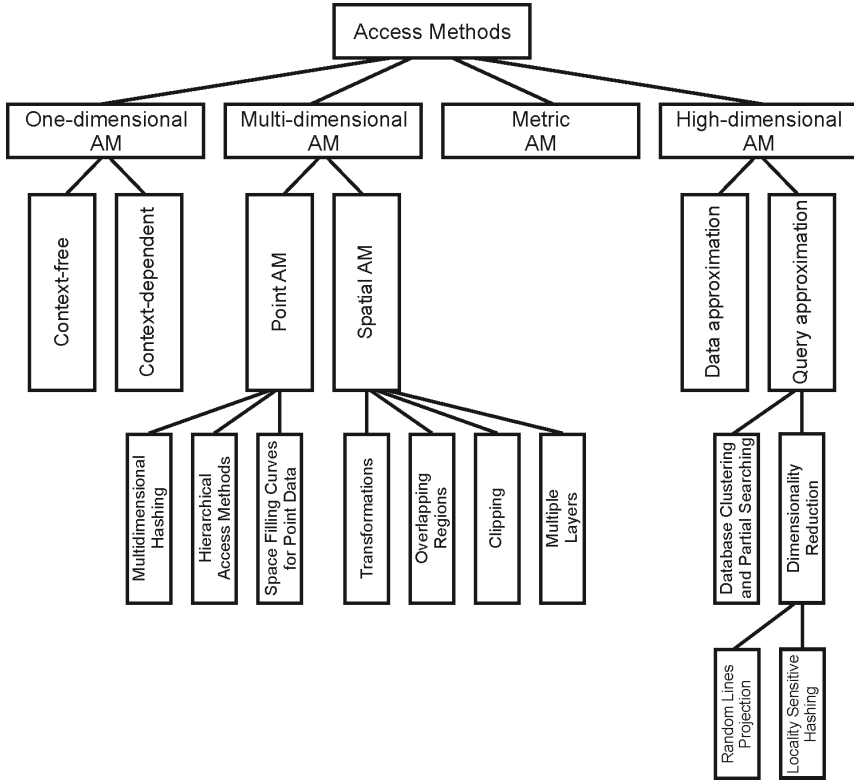 Access Methods
One-dimensional
AM
Multi-dimensional
AM
Metric
AM
High-dimensional
AM
Context-free
Context-dependent
Point AM
Spatial AM
Data approximation
Query approximation
Multidimensional
Hashing
Hierarchical
Access Methods
Space Filling Curves
for Point Data
Transformations
Overlapping
Regions
Clipping
Multiple
Layers
Database Clustering
and Partial Searching
Dimensionality
Reduction
Random Lines
Projection
Locality Sensitive
Hashing